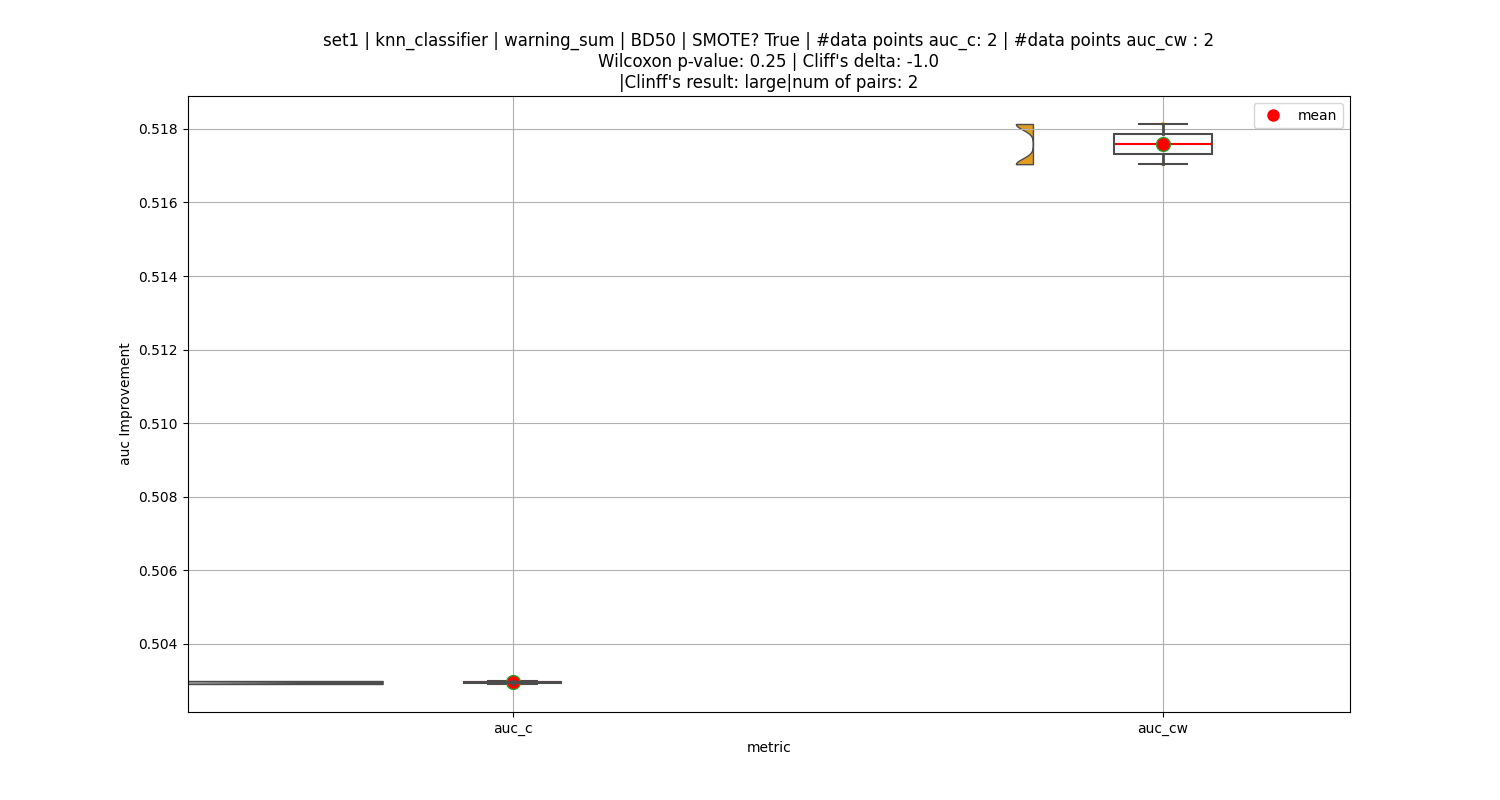 set1 | knn_classifier | warning_sum | BD50 | SMOTE? True | #data points auc_c: 2 | #data points auc_cw : 2
Wilcoxon p-value: 0.25 | Cliff's delta: -1.0
|Clinff's result: large|num of pairs: 2
mean
0.518
0.516
0.514
0.512
0.510
0.508
0.506
0.504
auc Improvement
auc_c
auc_cw
metric